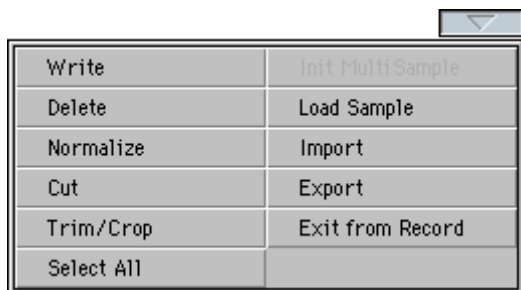 Write
Init MultiSample
Delete
Load Sample
Normalize
Import
Cut
Export
Trim/Crop
Exit from Record
Select All